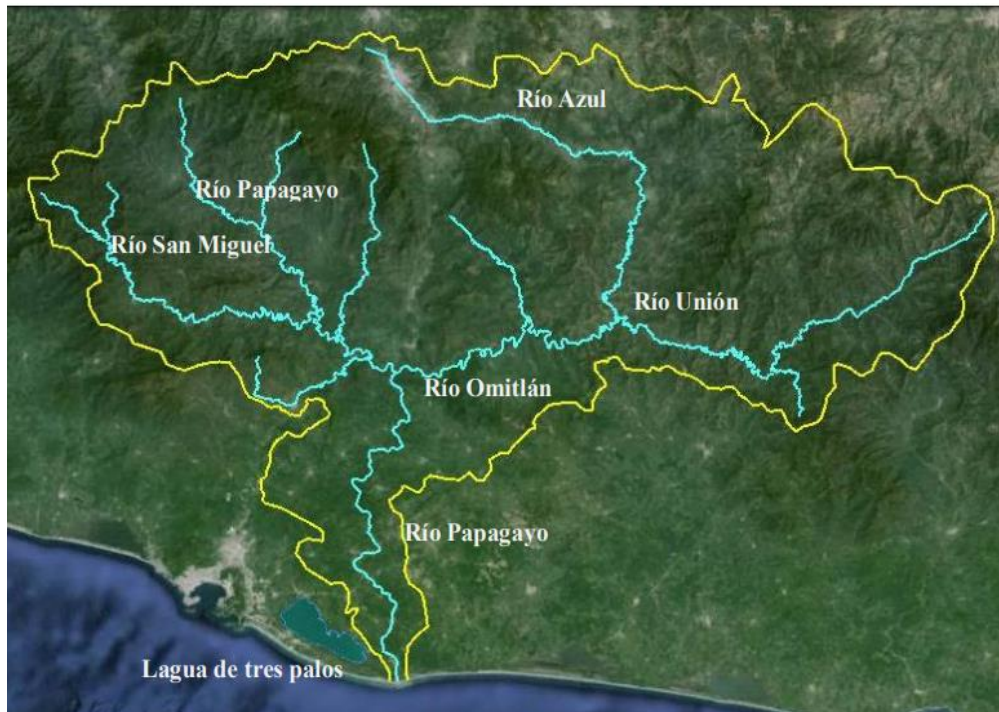 Río Azul
Río Papagayo
Río San Miguel
Río Unión
Río Omitlán
Río Papagayo
Lagua de tres palos